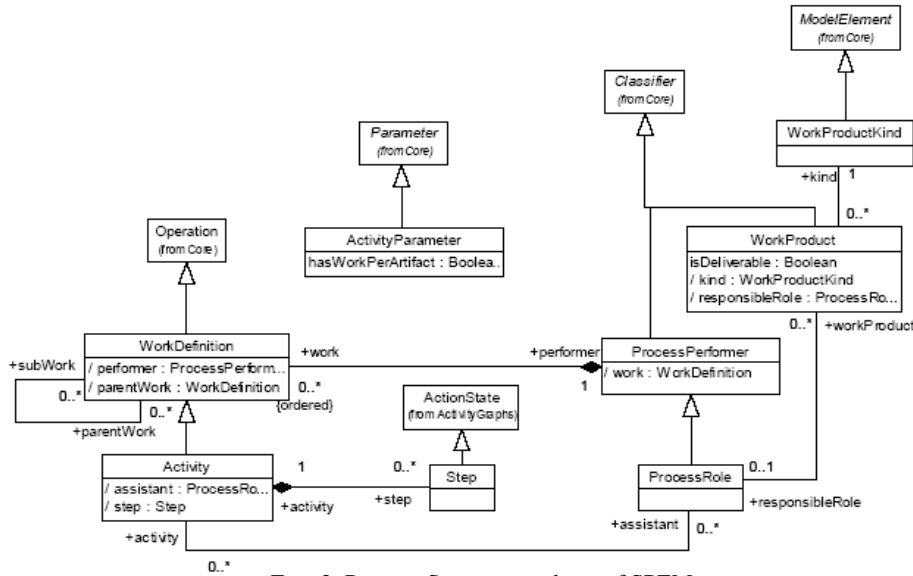 ModelElement
(from Core)
Classifier
(from Core)
WorkProductKind
Parameter
(from Core)
+kind
1
0..*
Operation
(from Core)
ActivityParameter
hasWorkPerArtifact : Boolea..
WorkProduct
isDeliverable : Boolean
/ kind : WorkProductKind
/ responsibleRole : ProcessRo...
0..*
+workProduct
WorkDefinition
/ performer : ProcessPerform...
/ parentWork : WorkDefinition
+subWork
0..*
0..*
+parentWork
+work
0..*
{ordered}
+performer
1
ProcessPerformer
/ work : WorkDefinition
ActionState
(from ActivityGraphs)
Activity
/ assistant : ProcessRo...
/ step : Step
1
+activity
0..*
+step
Step
ProcessRole
0..1
+responsibleRole
+assistant
0..*
+activity
0..*